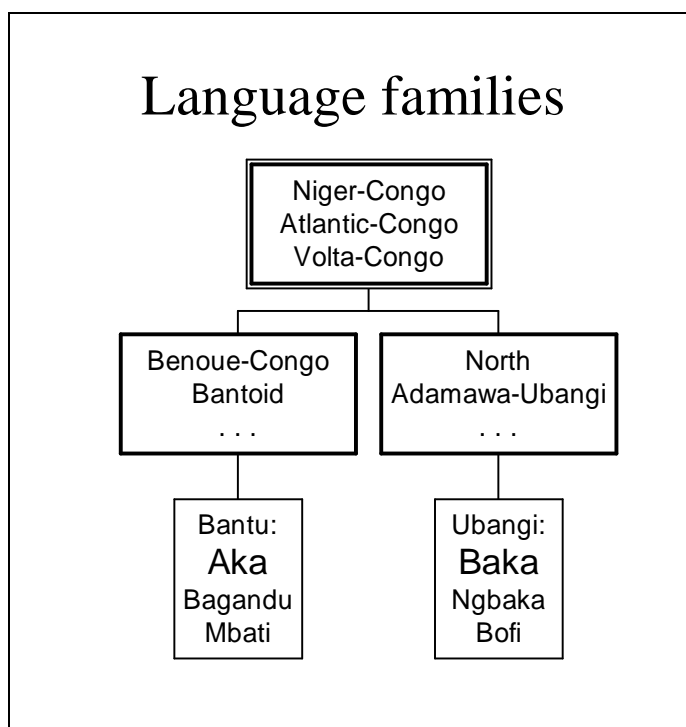 Language families
Niger-Congo
Atlantic-Congo
Volta-Congo
Benoue-Congo
Bantoid
. . .
North
Adamawa-Ubangi
. . .
Bantu:
Aka
Bagandu
Mbati
Ubangi:
Baka
Ngbaka
Bofi